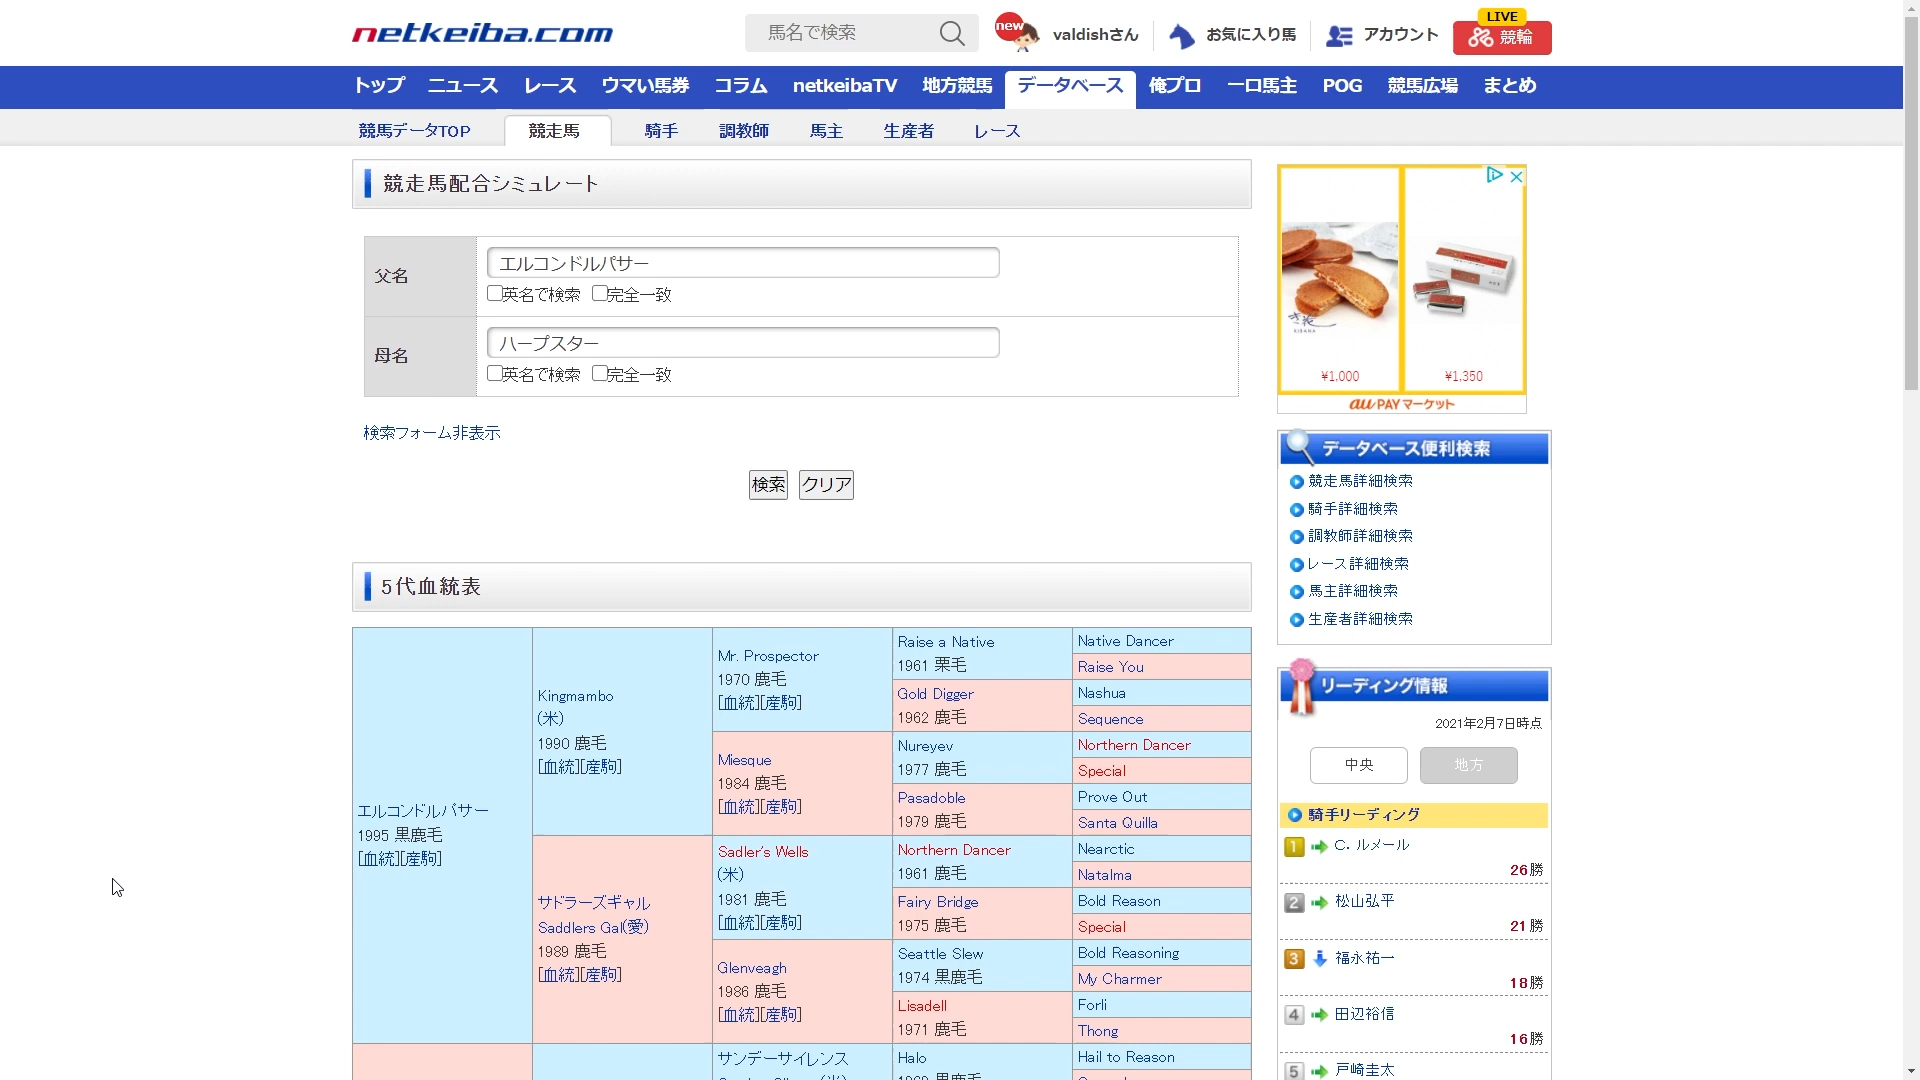 netkeiba.com
馬名で検索
new
valdishさん
お気に入り馬
アカウント
LIVE
競輪
トップ ニュース レース ウマい馬券 コラム netkeibaTV 地方競馬 データベース 俺プロ 一口馬主 POG 競馬広場 まとめ
競馬データTOP 競走馬 騎手 調教師 馬主 生産者 レース
競走馬配合シミュレート
父名
エルコンドルパサー
英名で検索 完全一致
母名
ハープスター
英名で検索 完全一致
検索フォーム非表示
検索 クリア
5代血統表
エルコンドルパサー
1995 黒鹿毛
[血統][産駒]
Kingmambo
(米)
1990 鹿毛
[血統][産駒]
サドラーズギャル
Saddlers Gal(愛)
1989 鹿毛
[血統][産駒]
Mr. Prospector
1970 鹿毛
[血統][産駒]
Miesque
1984 鹿毛
[血統][産駒]
Sadler's Wells
(米)
1981 鹿毛
[血統][産駒]
Glenveagh
1986 鹿毛
[血統][産駒]
サンデーサイレンス
Raise a Native
1961 栗毛
Gold Digger
1962 鹿毛
Nureyev
1977 鹿毛
Pasadoble
1979 鹿毛
Northern Dancer
1961 鹿毛
Fairy Bridge
1975 鹿毛
Seattle Slew
1974 黒鹿毛
Lisadell
1971 鹿毛
Halo
Native Dancer
Raise You
Nashua
Sequence
Northern Dancer
Special
Prove Out
Santa Quilla
Nearctic
Natalma
Bold Reason
Special
Bold Reasoning
My Charmer
Forli
Thong
Hail to Reason
¥1,000
¥1,350
au PAY マーケット
データベース便利検索
競走馬詳細検索
騎手詳細検索
調教師詳細検索
レース詳細検索
馬主詳細検索
生産者詳細検索
リーディング情報
2021年2月7日時点
中央 地方
騎手リーディング
1 C. ルメール
26勝
2 松山弘平
21勝
3 福永祐一
18勝
4 田辺裕信
16勝
5 戸崎圭太